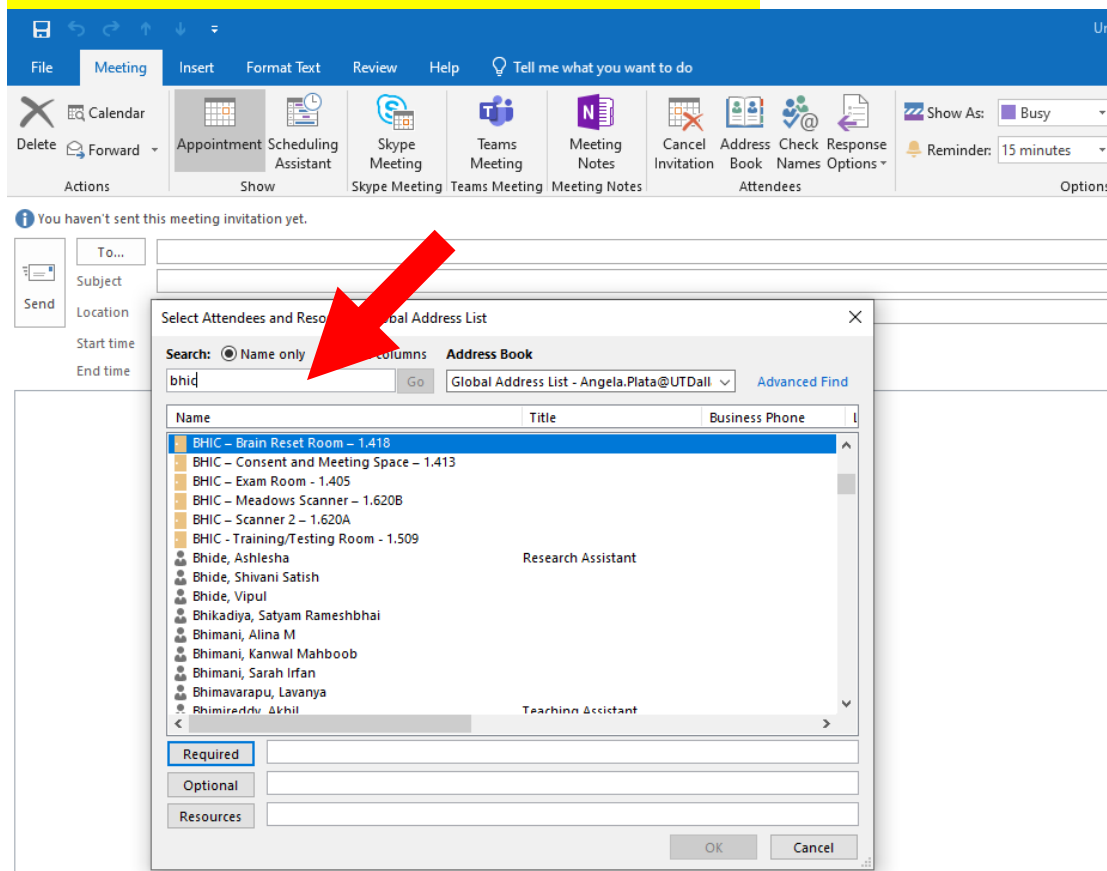 Un
File Meeting Insert Format Text Review Help Tell me what you want to do
Delete Calendar Forward Appointment Scheduling Assistant Skype Meeting Teams Meeting Meeting Notes Cancel Invitation Address Book Check Names Response Options Show As: Busy Reminder: 15 minutes
Actions Show Skype Meeting Teams Meeting Meeting Notes Attendees Options
You haven't sent this meeting invitation yet.
Send
To...
Subject
Location
Start time
End time
Select Attendees and Global Address List
Search: Name only columns Address Book
bhic Go Global Address List - Angela.Plata@UTDall Advanced Find
Name Title Business Phone L
BHIC – Brain Reset Room – 1.418
BHIC – Consent and Meeting Space – 1.413
BHIC – Exam Room - 1.405
BHIC – Meadows Scanner – 1.620B
BHIC – Scanner 2 – 1.620A
BHIC - Training/Testing Room - 1.509
Bhide, Ashlesha Research Assistant
Bhide, Shivani Satish
Bhide, Vipul
Bhikadiya, Satyam Rameshbhai
Bhimani, Alina M
Bhimani, Kanwal Mahboob
Bhimani, Sarah Irfan
Bhimavarapu, Lavanya
Bhimireddy, Akhil Teaching Assistant
Required
Optional
Resources
OK Cancel